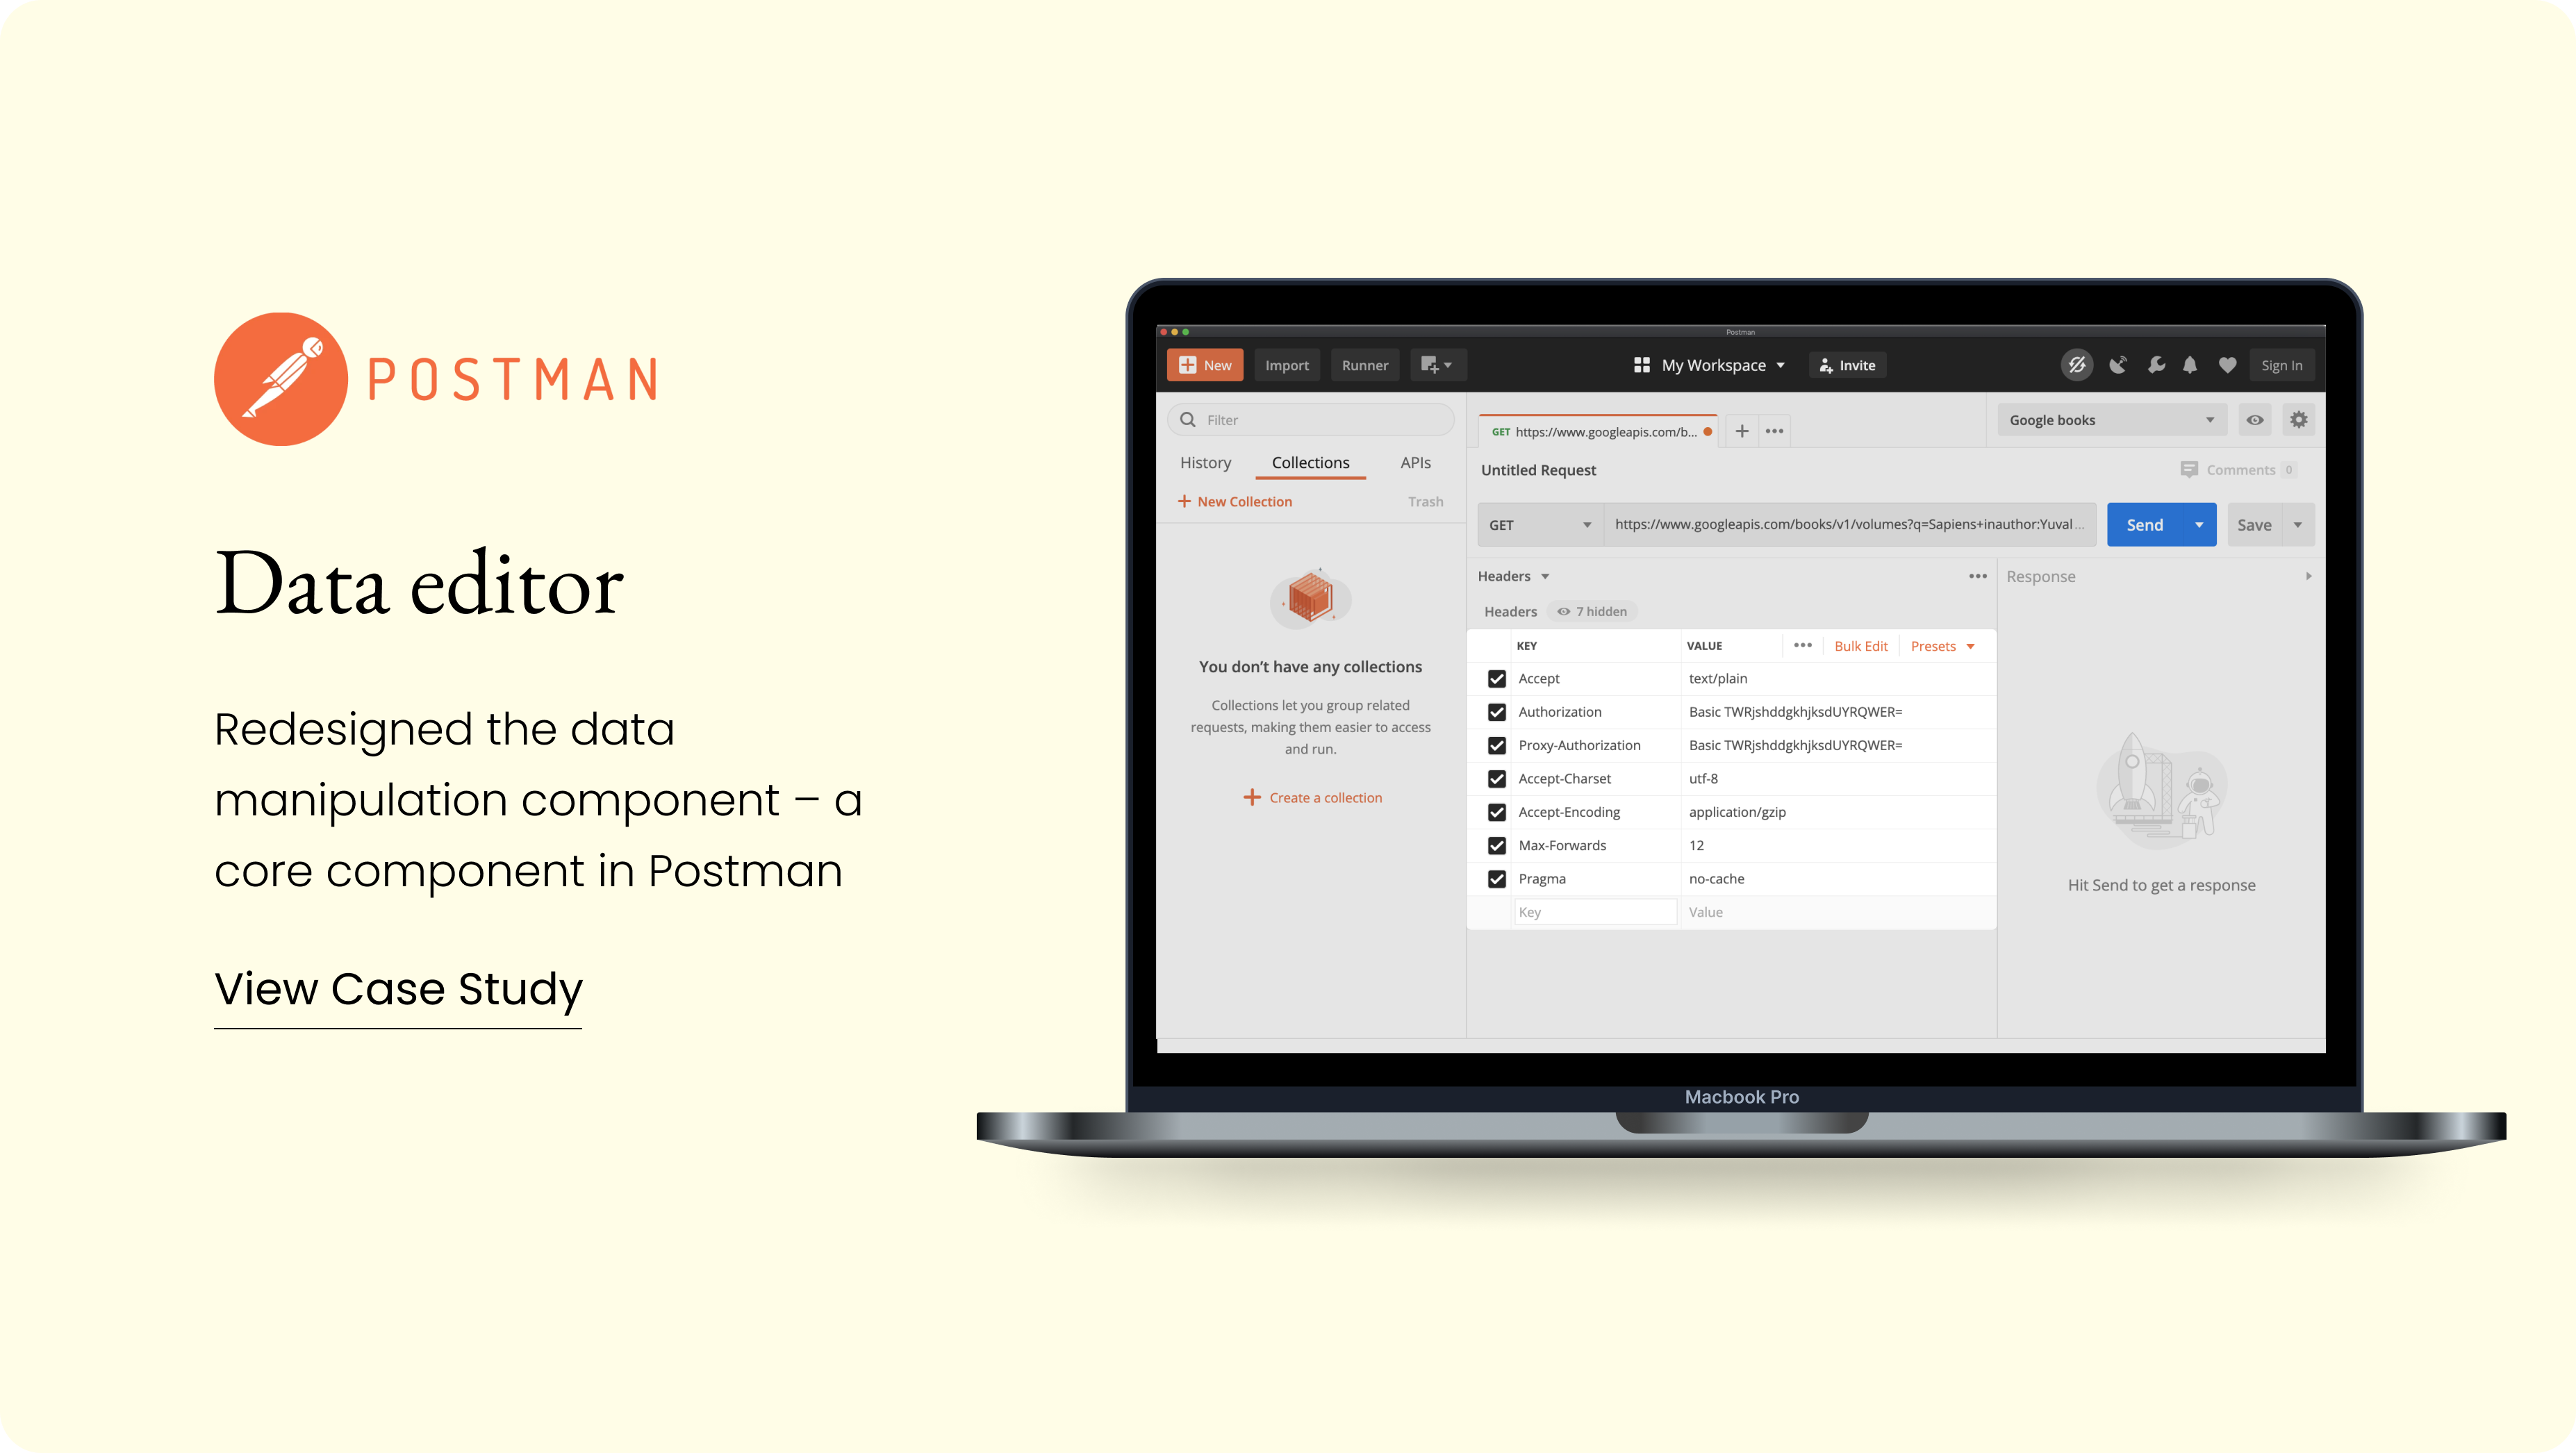 POSTMAN
Data editor
Redesigned the data
manipulation component – a
core component in Postman
View Case Study
Postman
New Import Runner My Workspace Invite Sign In
Filter
History Collections APIs
New Collection Trash
You don’t have any collections
Collections let you group related
requests, making them easier to access
and run.
Create a collection
GET https://www.googleapis.com/b...
Google books
Untitled Request
Comments 0
GET https://www.googleapis.com/books/v1/volumes?q=Sapiens+inauthor:Yuval...
Send Save
Headers
Headers 7 hidden
KEY VALUE Bulk Edit Presets
Accept text/plain
Authorization Basic TWRjshddgkhjksdUYRQWER=
Proxy-Authorization Basic TWRjshddgkhjksdUYRQWER=
Accept-Charset utf-8
Accept-Encoding application/gzip
Max-Forwards 12
Pragma no-cache
Key Value
Response
Hit Send to get a response
Macbook Pro